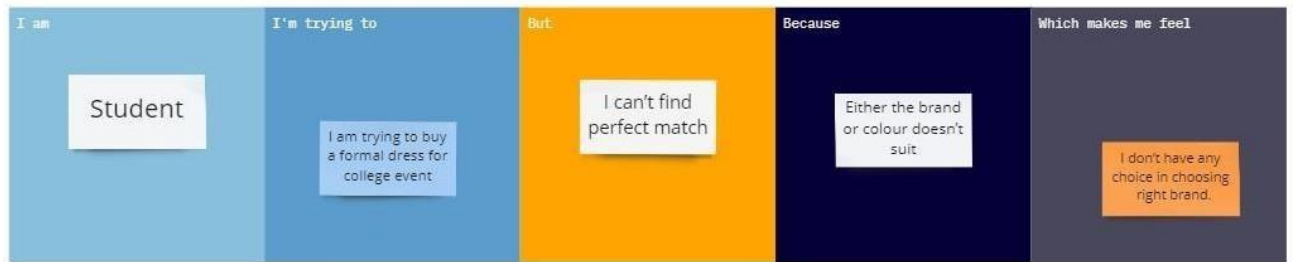 I am
Student
I'm trying to
I am trying to buy
a formal dress for
college event
But
I can't find
perfect match
Because
Either the brand
or colour doesn't
suit
Which makes me feel
I don't have any
choice in choosing
right brand.